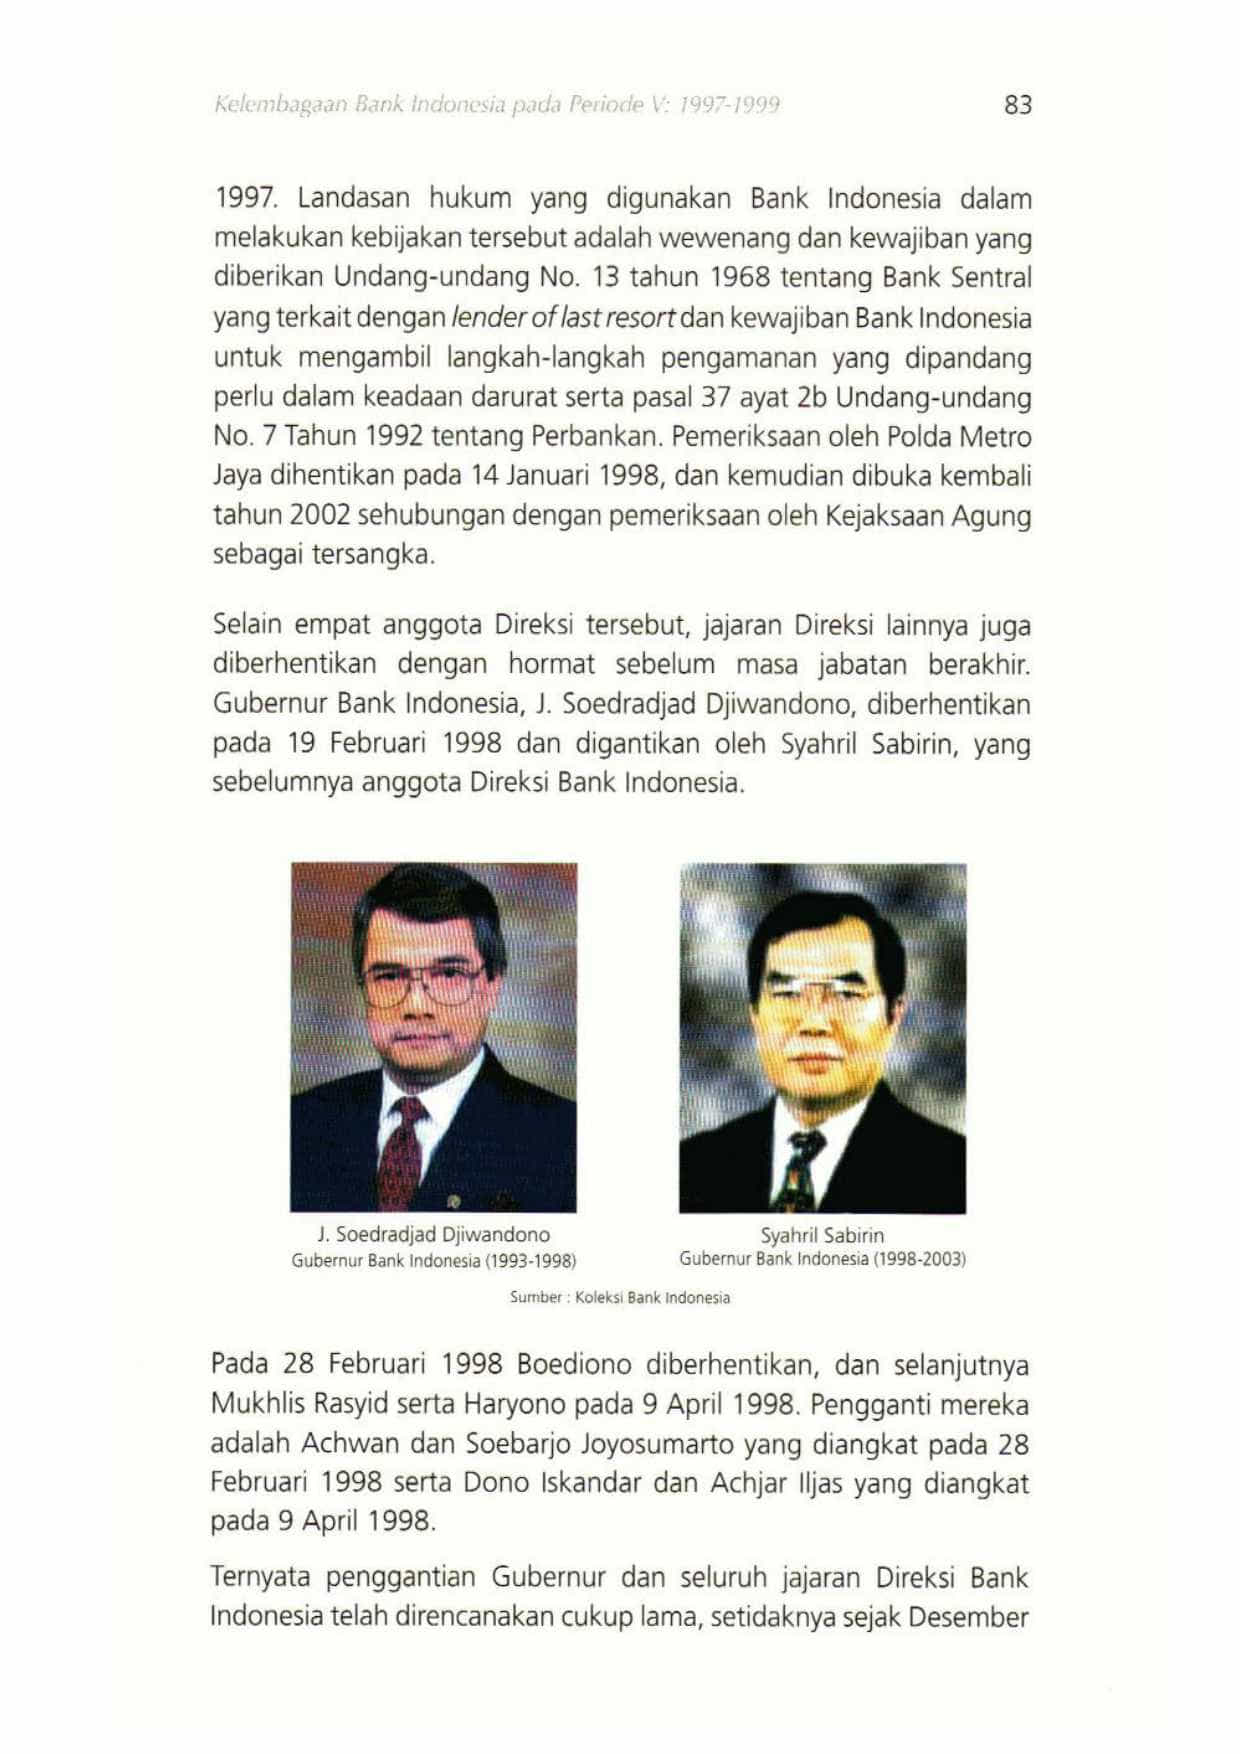 Kelembagaan Bank Indonesia pada Periode V: 1997-1999 83
1997. Landasan hukum yang digunakan Bank Indonesia dalam
melakukan kebijakan tersebut adalah wewenang dan kewajiban yang
diberikan Undang-undang No. 13 tahun 1968 tentang Bank Sentral
yang terkait dengan lender of last resort dan kewajiban Bank Indonesia
untuk mengambil langkah-langkah pengamanan yang dipandang
perlu dalam keadaan darurat serta pasal 37 ayat 2b Undang-undang
No. 7 Tahun 1992 tentang Perbankan. Pemeriksaan oleh Polda Metro
Jaya dihentikan pada 14 Januari 1998, dan kemudian dibuka kembali
tahun 2002 sehubungan dengan pemeriksaan oleh Kejaksaan Agung
sebagai tersangka.
Selain empat anggota Direksi tersebut, jajaran Direksi lainnya juga
diberhentikan dengan hormat sebelum masa jabatan berakhir.
Gubernur Bank Indonesia, J. Soedradjad Djiwandono, diberhentikan
pada 19 Februari 1998 dan digantikan oleh Syahril Sabirin, yang
sebelumnya anggota Direksi Bank Indonesia.
J. Soedradjad Djiwandono
Gubernur Bank Indonesia (1993-1998)
Syahril Sabirin
Gubernur Bank Indonesia (1998-2003)
Sumber : Koleksi Bank Indonesia
Pada 28 Februari 1998 Boediono diberhentikan, dan selanjutnya
Mukhlis Rasyid serta Haryono pada 9 April 1998. Pengganti mereka
adalah Achwan dan Soebarjo Joyosumarto yang diangkat pada 28
Februari 1998 serta Dono Iskandar dan Achjar Iljas yang diangkat
pada 9 April 1998.
Ternyata penggantian Gubernur dan seluruh jajaran Direksi Bank
Indonesia telah direncanakan cukup lama, setidaknya sejak Desember